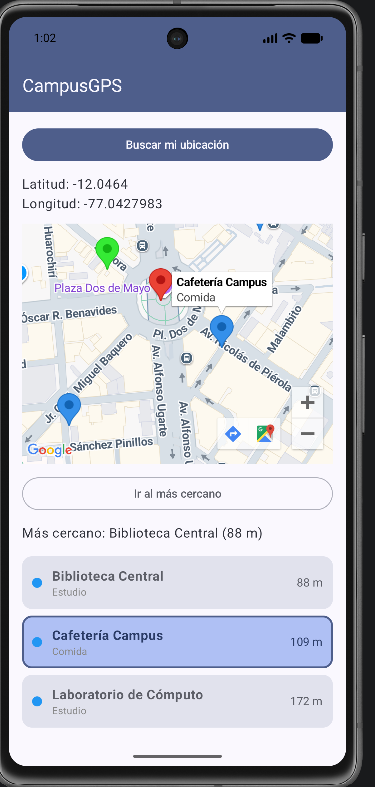 1:02
CampusGPS
Buscar mi ubicación
Latitud: -12.0464
Longitud: -77.0427983
Huarochirí
ora
Plaza Dos de Mayo
Cafetería Campus
Comida
Óscar R. Benavides
Pl. Dos de
Av. Nicolás de Piérola
Malambito
Jr.
Miguel Baquero
Av. Alfonso Ugarte
Av. Alfonso Ugarte
Sánchez Pinillos
Google
Ir al más cercano
Más cercano: Biblioteca Central (88 m)
Biblioteca Central
88 m
Estudio
Cafetería Campus
109 m
Comida
Laboratorio de Cómputo
172 m
Estudio